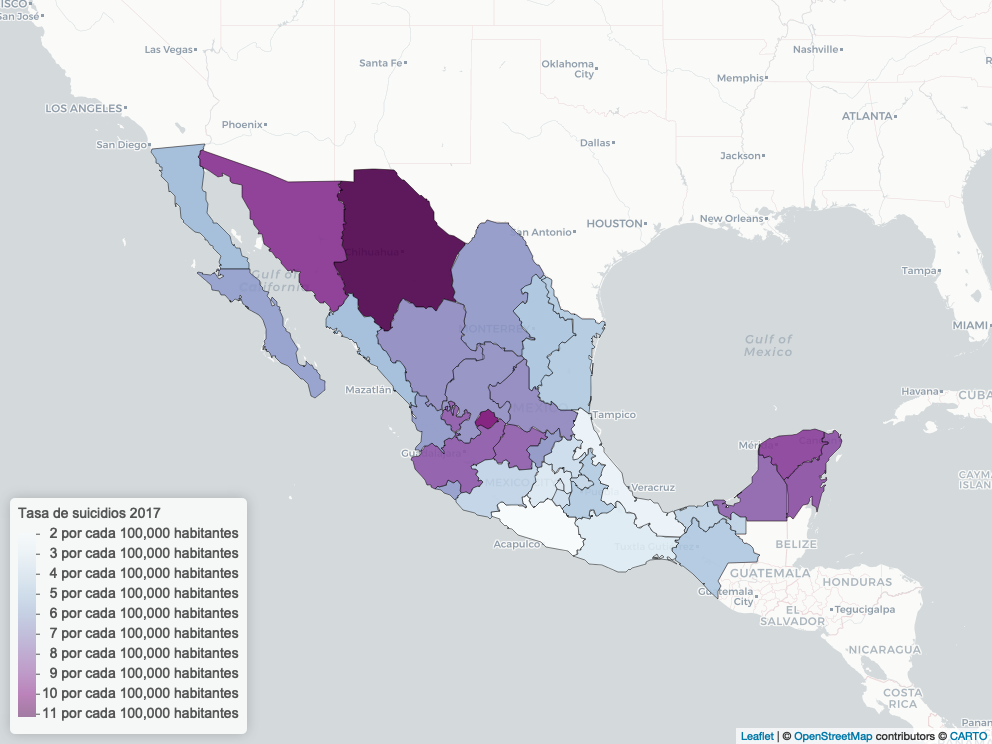 ISCO
San José
Las Vegas
Santa Fe
Oklahoma
City
Nashville
Memphis
LOS ANGELES
Phoenix
ATLANTA
San Diego
Dallas
Jackson
HOUSTON
New Orleans
an Antonio
Tampa
Chihuahua
Gulf of
California
MONTERREY
Gulf of
Mexico
MIAMI
Havana
CUBA
Mazatlán
MEXICO
Tampico
Guadalajara
Mérida
Cancún
CAYM
ISLAN
MEXICO CITY
Veracruz
Acapulco
Tuxtla Gutiérrez
BELIZE
GUATEMALA
HONDURAS
Guatemala
City
EL
SALVADOR
Tegucigalpa
NICARAGUA
COSTA
RICA
Panam
Tasa de suicidios 2017
2 por cada 100,000 habitantes
3 por cada 100,000 habitantes
4 por cada 100,000 habitantes
5 por cada 100,000 habitantes
6 por cada 100,000 habitantes
7 por cada 100,000 habitantes
8 por cada 100,000 habitantes
9 por cada 100,000 habitantes
10 por cada 100,000 habitantes
11 por cada 100,000 habitantes
Leaflet | © OpenStreetMap contributors © CARTO